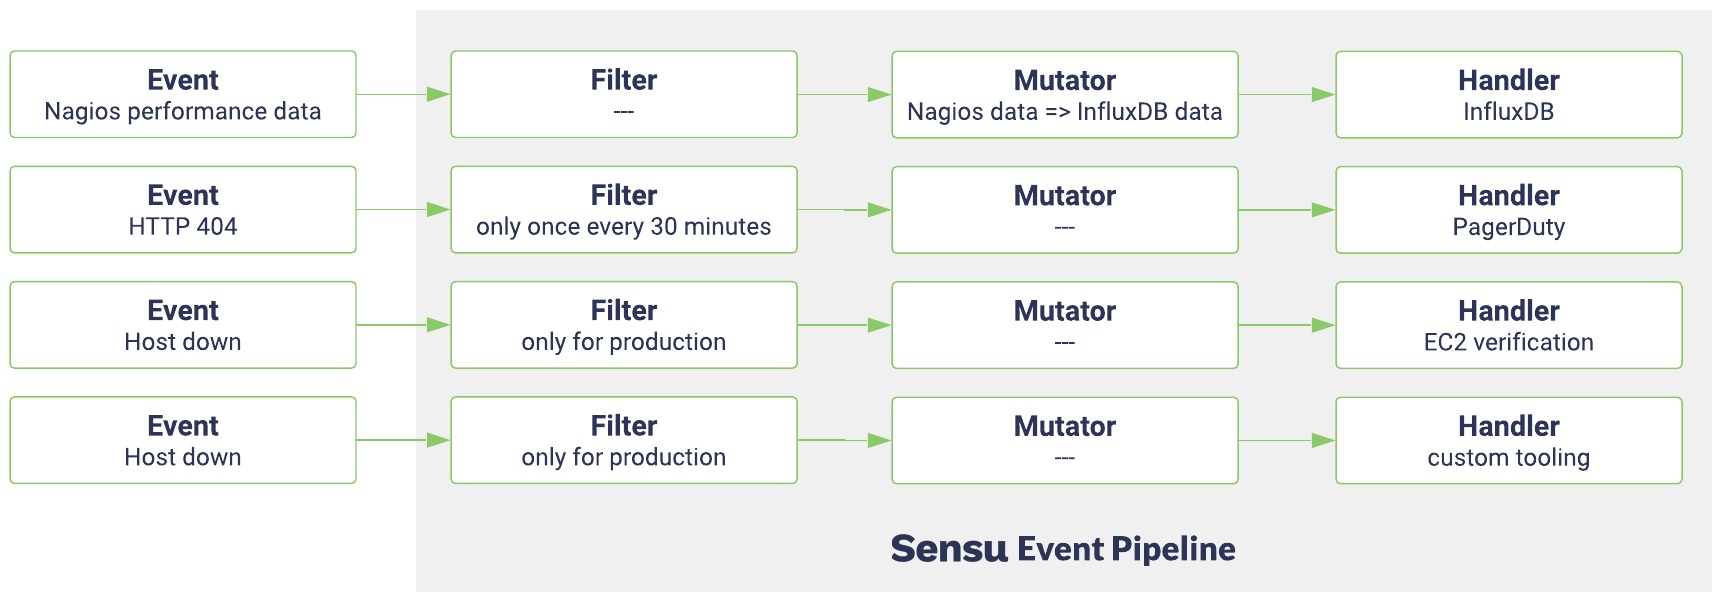 Event
Nagios performance data
Filter
---
Mutator
Nagios data => InfluxDB data
Handler
InfluxDB
Event
HTTP 404
Filter
only once every 30 minutes
Mutator
---
Handler
PagerDuty
Event
Host down
Filter
only for production
Mutator
---
Handler
EC2 verification
Event
Host down
Filter
only for production
Mutator
---
Handler
custom tooling
Sensu Event Pipeline